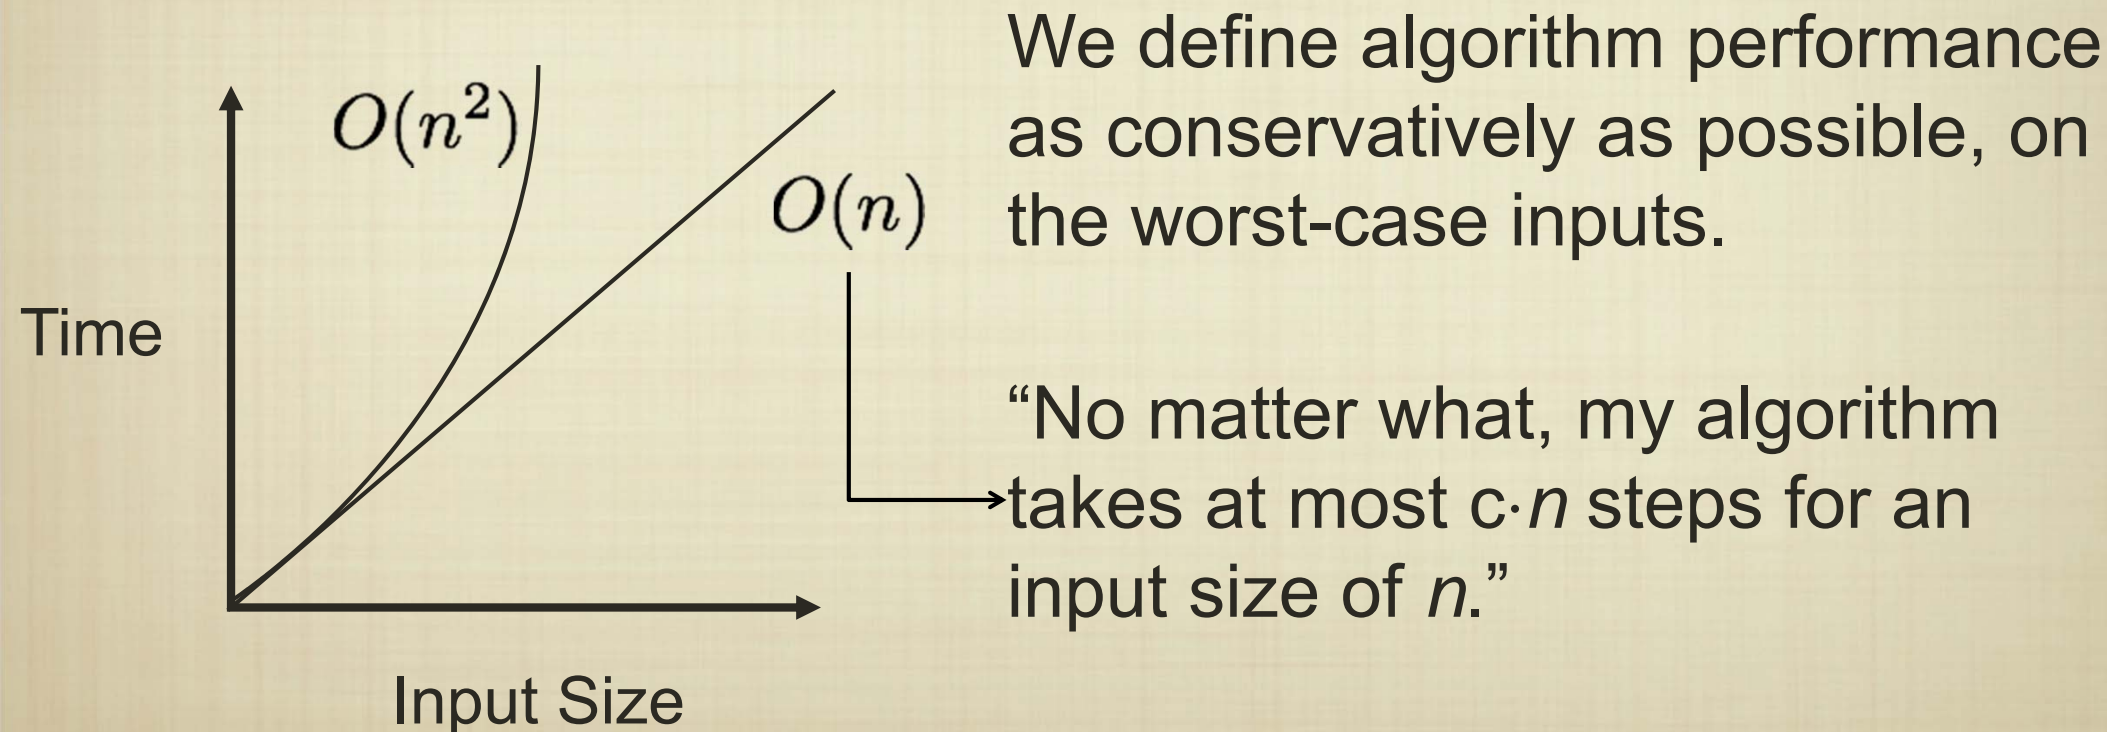 We define algorithm performance
as conservatively as possible, on
the worst-case inputs.
O(n²)
O(n)
Time
“No matter what, my algorithm
takes at most c·n steps for an
input size of n.”
Input Size